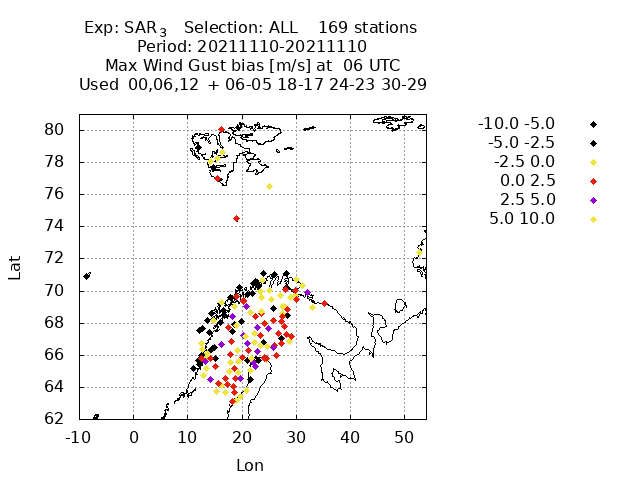 Exp: SAR3 Selection: ALL 169 stations
Period: 20211110-20211110
Max Wind Gust bias [m/s] at 06 UTC
Used 00,06,12 + 06-05 18-17 24-23 30-29
-10.0 -5.0
-5.0 -2.5
-2.5 0.0
0.0 2.5
2.5 5.0
5.0 10.0
80
78
76
74
72
70
68
66
64
62
Lat
-10 0 10 20 30 40 50
Lon